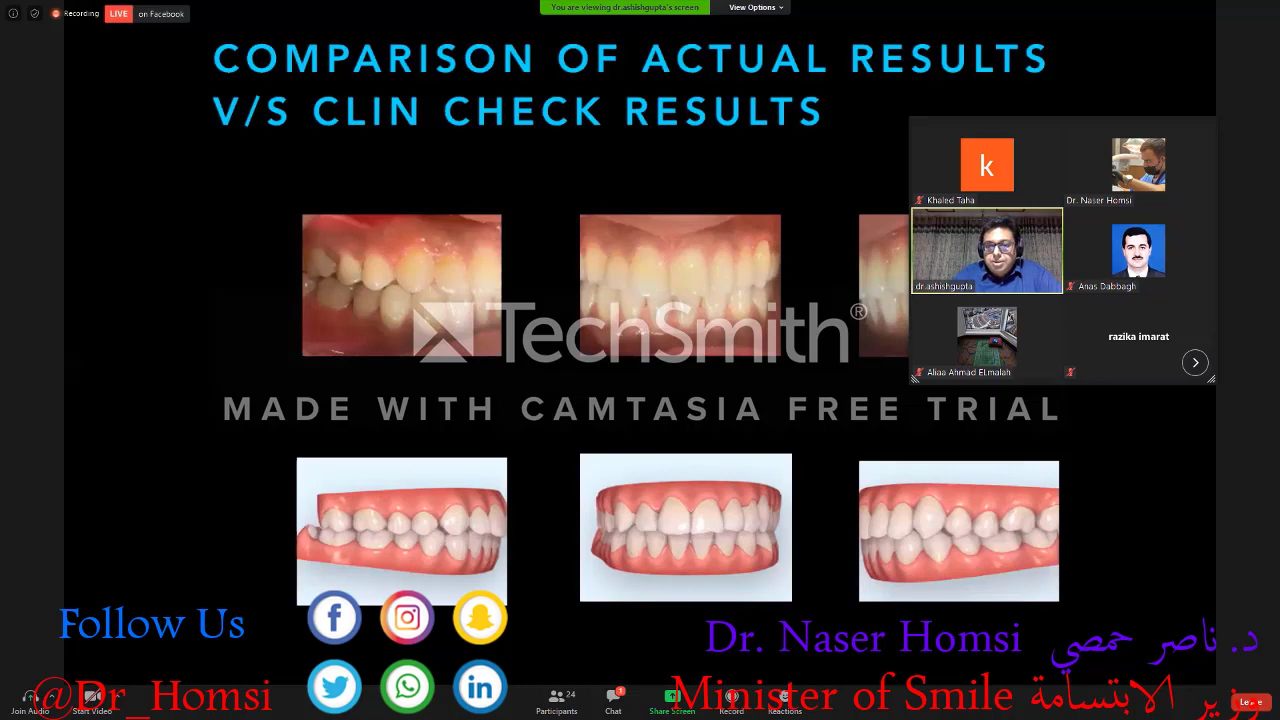 Recording
LIVE
on Facebook
You are viewing dr.ashishgupta's screen
View Options
COMPARISON OF ACTUAL RESULTS
V/S CLIN CHECK RESULTS
k
Khaled Taha
Dr. Naser Homsi
dr.ashishgupta
Anas Dabbagh
Aliaa Ahmad ELmalah
razika imarat
TechSmith®
MADE WITH CAMTASIA FREE TRIAL
Follow Us
@Dr_Homsi
Dr. Naser Homsi د. ناصر حمصي
Minister of Smile وزير الابتسامة
Join Audio
Start Video
24
Participants
1
Chat
Share Screen
Record
Reactions